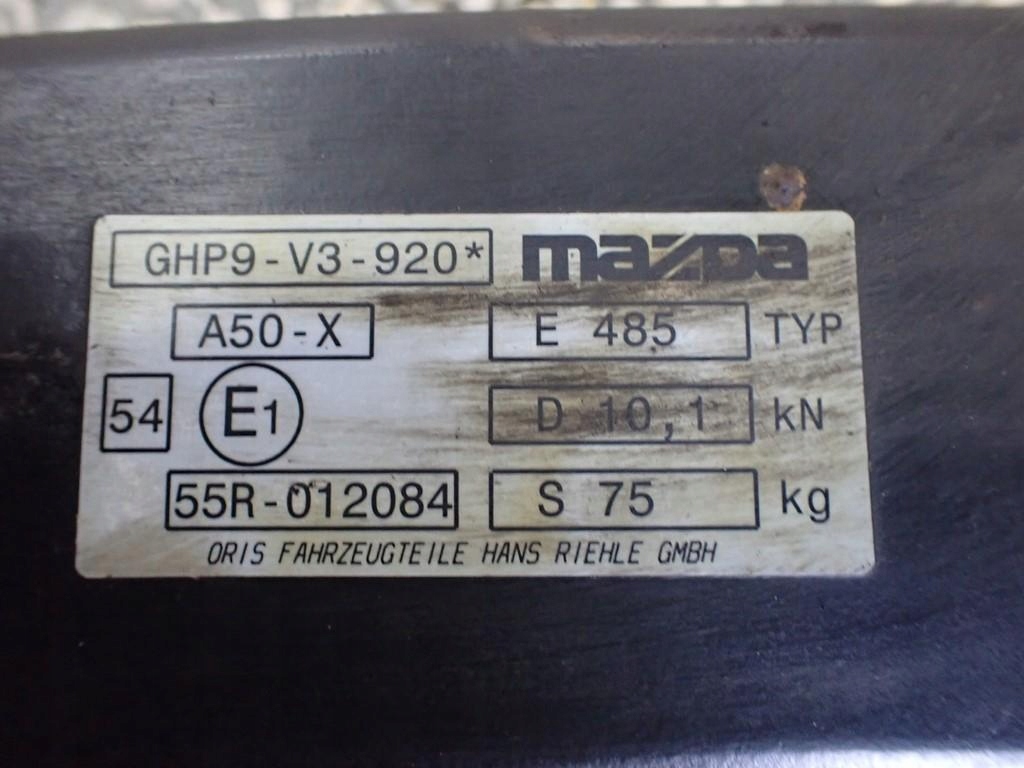 GHP9-V3-920* mazda
A50-X E 485 TYP
54 E1 D 10,1 kN
55R-012084 S 75 kg
ORIS FAHRZEUGTEILE HANS RIEHLE GMBH